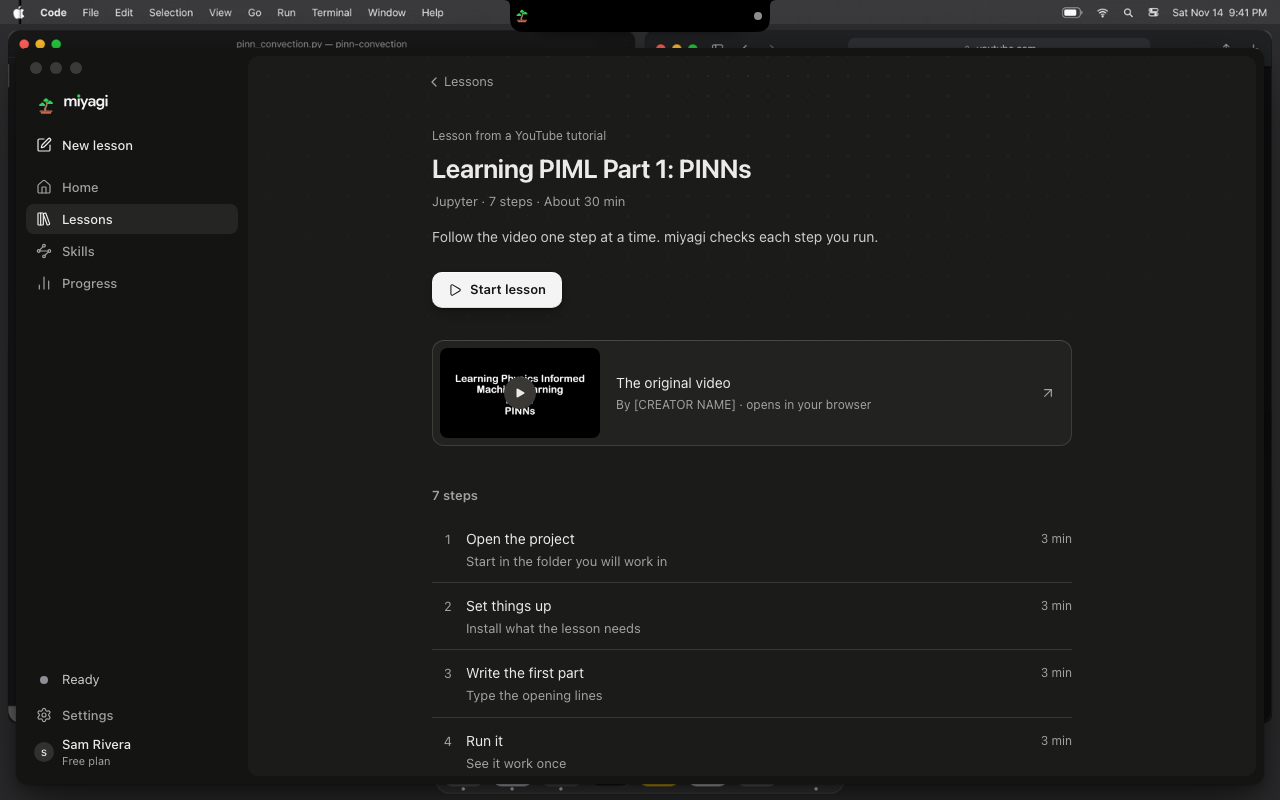 Code File Edit Selection View Go Run Terminal Window Help
Sat Nov 14 9:41 PM
pinn_convection.py — pinn-convection
miyagi
New lesson
Home
Lessons
Skills
Progress
Ready
Settings
S
Sam Rivera
Free plan
Lessons
Lesson from a YouTube tutorial
Learning PIML Part 1: PINNs
Jupyter · 7 steps · About 30 min
Follow the video one step at a time. miyagi checks each step you run.
Start lesson
Learning Physics Informed
Machine Learning
PINNs
The original video
By [CREATOR NAME] · opens in your browser
7 steps
1 Open the project 3 min
Start in the folder you will work in
2 Set things up 3 min
Install what the lesson needs
3 Write the first part 3 min
Type the opening lines
4 Run it 3 min
See it work once